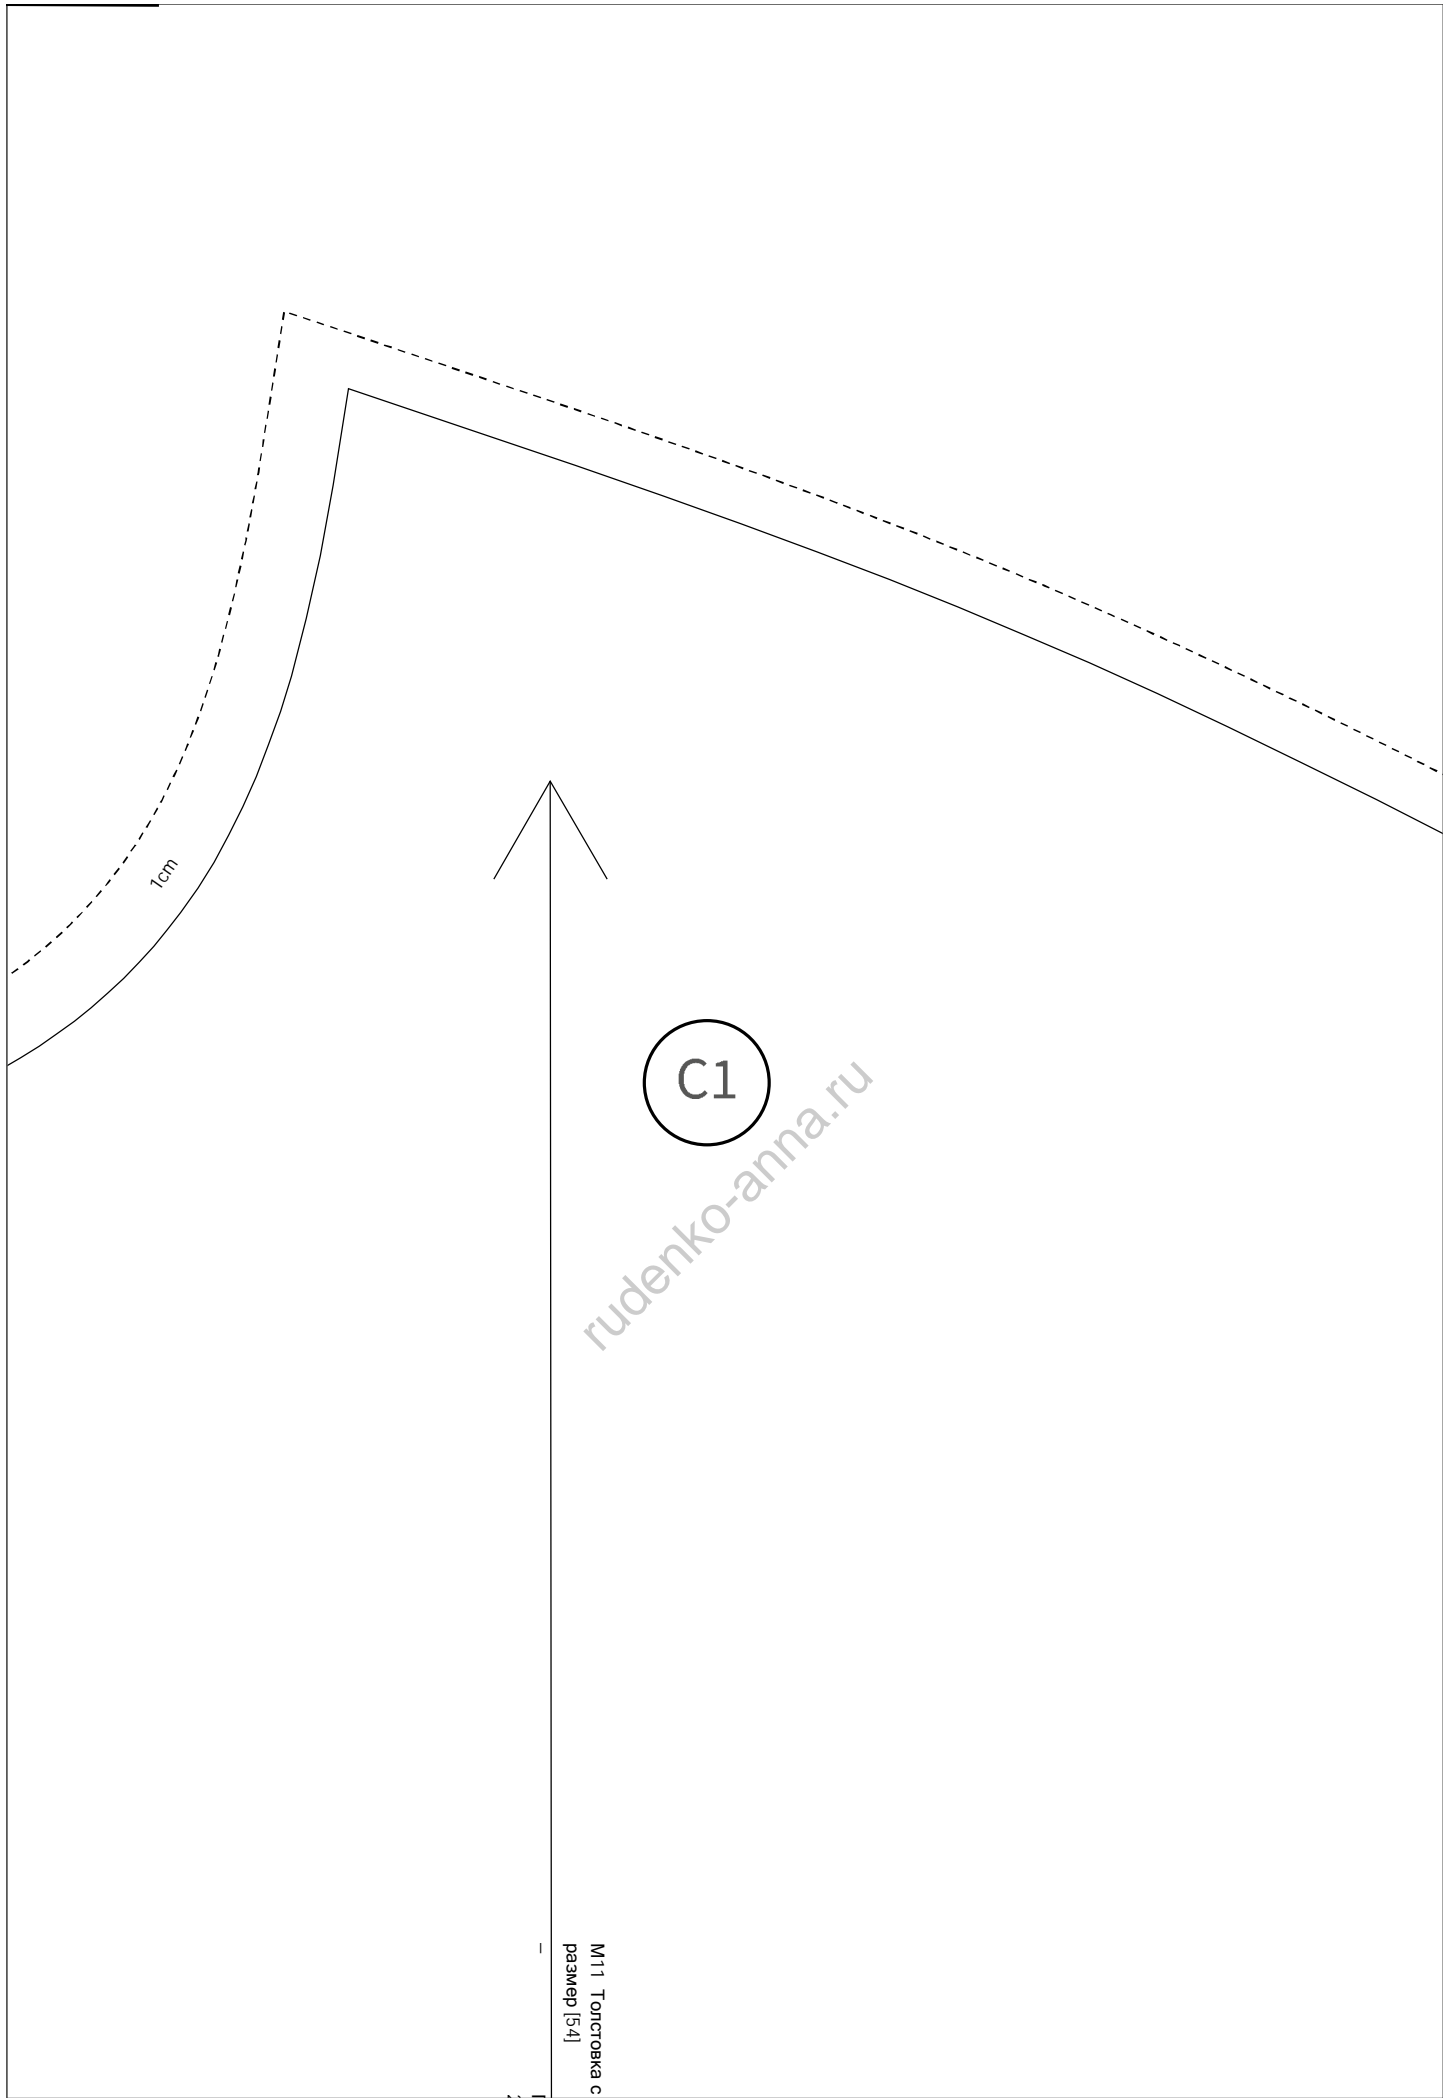 1cm
C1
rudenko-anna.ru
M11 Толстовка с
размер [54]
–